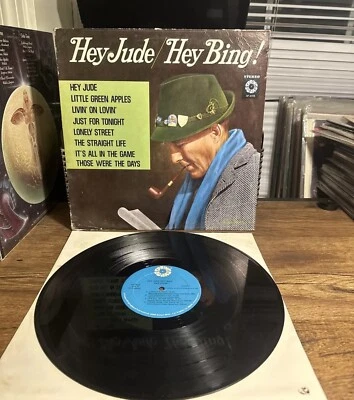 Hey Jude / Hey Bing!
STEREO
HEY JUDE
LITTLE GREEN APPLES
LIVIN' ON LOVIN'
JUST FOR TONIGHT
LONELY STREET
THE STRAIGHT LIFE
IT'S ALL IN THE GAME
THOSE WERE THE DAYS